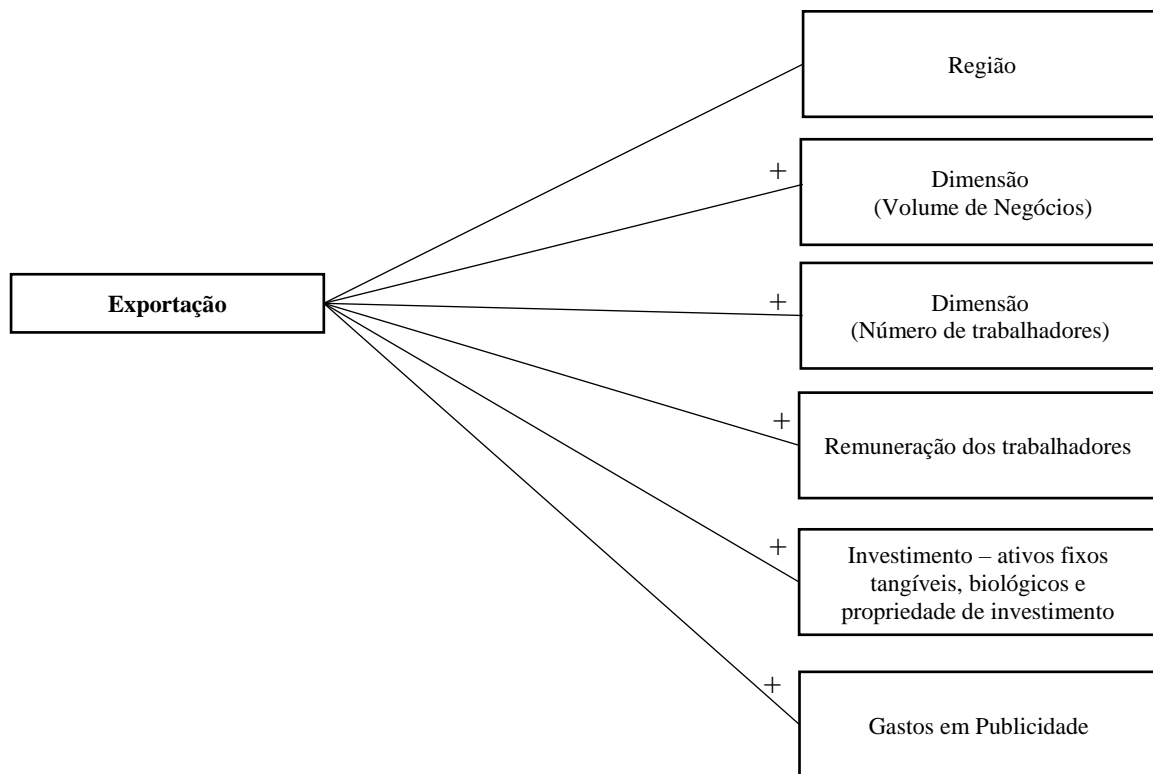 Região
+
Dimensão
(Volume de Negócios)
Exportação
+
Dimensão
(Número de trabalhadores)
+
Remuneração dos trabalhadores
+
Investimento – ativos fixos
tangíveis, biológicos e
propriedade de investimento
+
Gastos em Publicidade